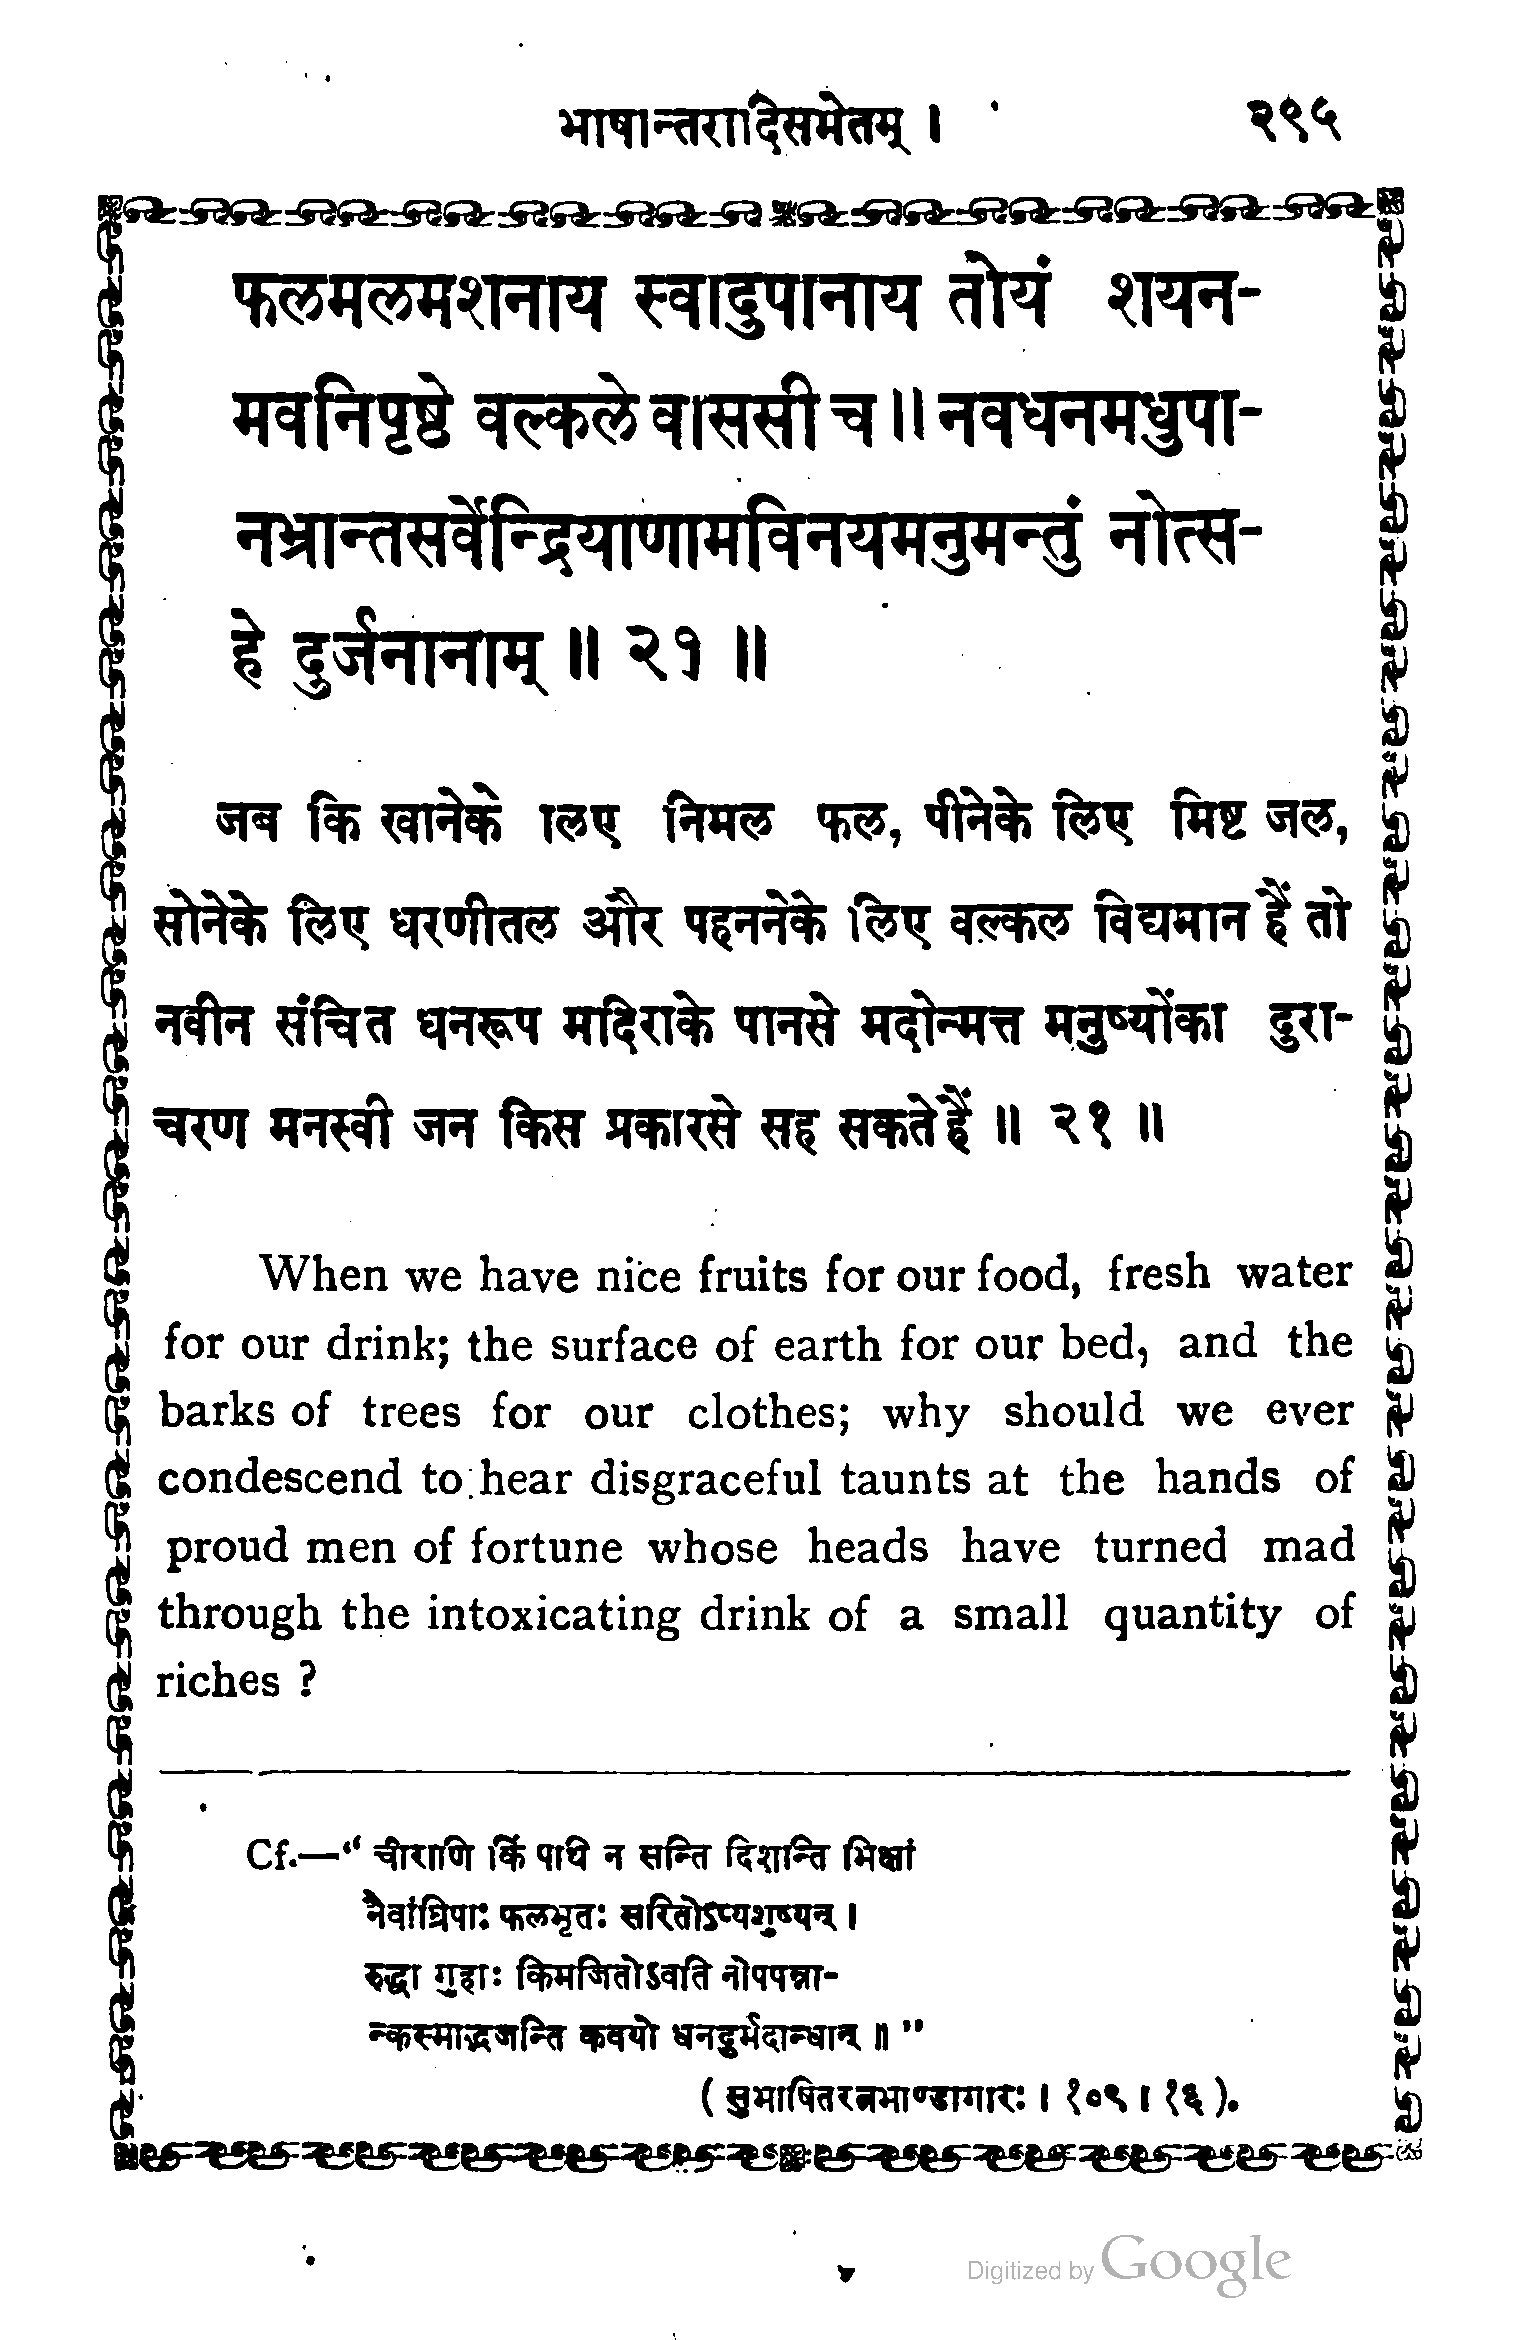 भाषान्तरादिसमेतम् । २९५
फलमलमशनाय स्वादुपानाय तोयं शयन-
मवनिपृष्ठे वल्कले वाससी च ॥ नवधनमधुपा-
नभ्रान्तसर्वेन्द्रियाणामविनयमनुमन्तुं नोत्स-
हे दुर्जनानाम् ॥ २१ ॥
जब कि खानेके लिए निमल फल, पीनेके लिए मिष्ट जल,
सोनेके लिए धरणीतल और पहननेके लिए वल्कल विद्यमान हैं तो
नवीन संचित धनरूप मदिराके पानसे मदोन्मत्त मनुष्योंका दुरा-
चरण मनस्वी जन किस प्रकारसे सह सकते हैं ॥ २१ ॥
When we have nice fruits for our food, fresh water
for our drink; the surface of earth for our bed, and the
barks of trees for our clothes; why should we ever
condescend to hear disgraceful taunts at the hands of
proud men of fortune whose heads have turned mad
through the intoxicating drink of a small quantity of
riches ?
Cf.—“ चीराणि किं पथि न सन्ति दिशन्ति भिक्षां
नैवांघ्रिपाः फलभृतः सरितोऽप्यशुष्यन् ।
रुद्धा गुहाः किमजितोऽवति नोपपन्ना-
न्कस्माद्भजन्ति कवयो धनदुर्मदान्धान् ॥ ”
( सुभाषितरत्नभाण्डागारः । १०९ । १६ ).
Digitized by Google